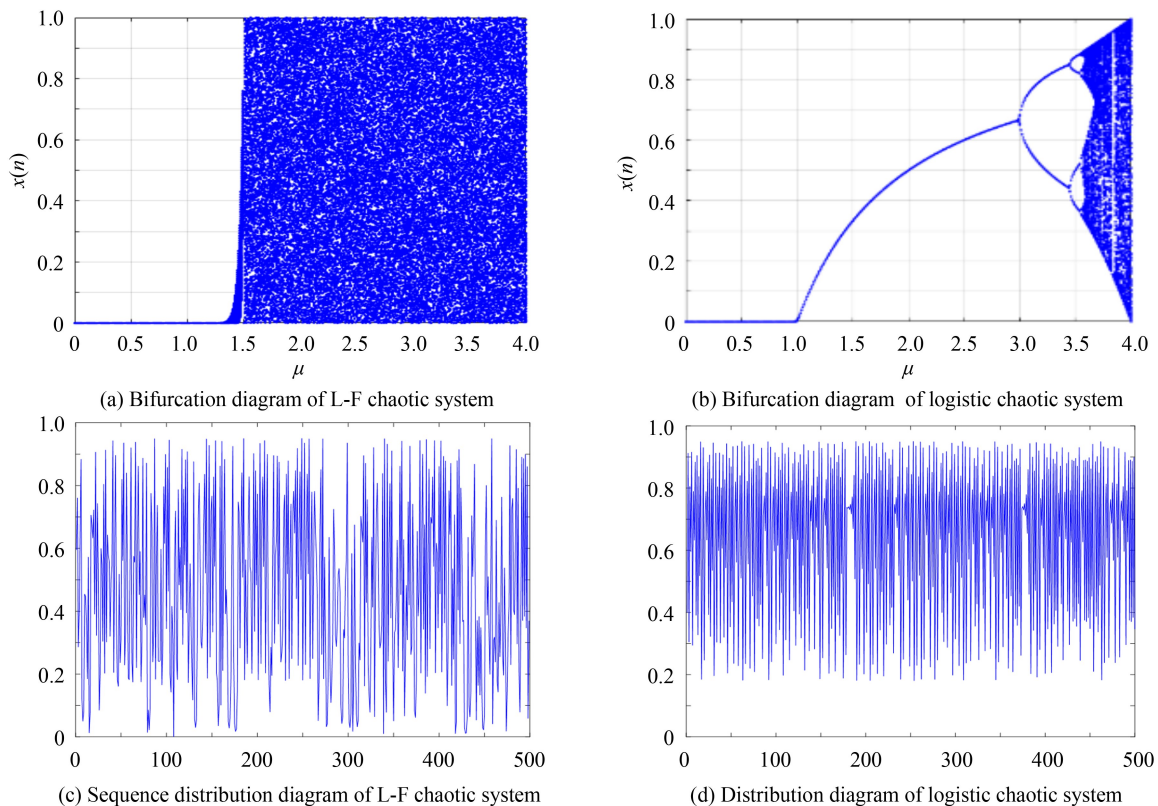 1.0
0.8
0.6
0.4
0.2
0
x(n)
0 0.5 1.0 1.5 2.0 2.5 3.0 3.5 4.0
μ
(a) Bifurcation diagram of L-F chaotic system
1.0
0.8
0.6
0.4
0.2
0
x(n)
0 0.5 1.0 1.5 2.0 2.5 3.0 3.5 4.0
μ
(b) Bifurcation diagram of logistic chaotic system
1.0
0.8
0.6
0.4
0.2
0
0 100 200 300 400 500
(c) Sequence distribution diagram of L-F chaotic system
1.0
0.8
0.6
0.4
0.2
0
0 100 200 300 400 500
(d) Distribution diagram of logistic chaotic system